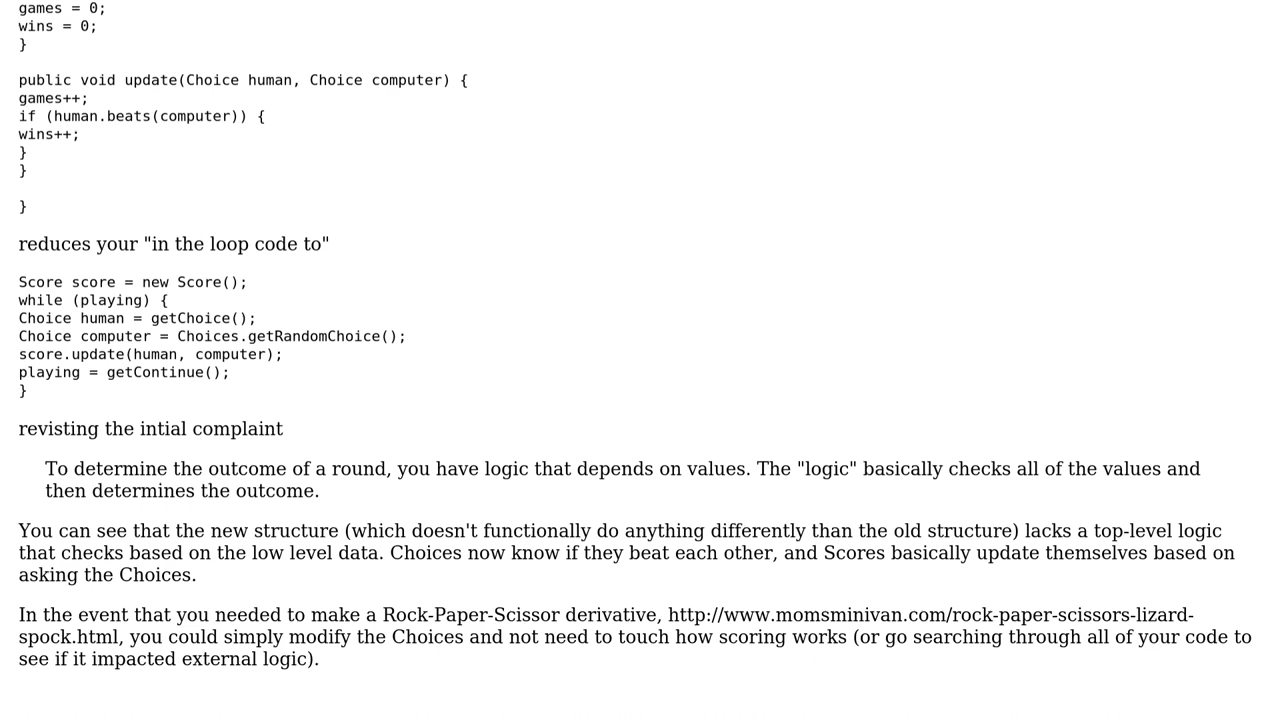 games = 0;
wins = 0;
}
public void update(Choice human, Choice computer) {
games++;
if (human.beats(computer)) {
wins++;
}
}
}
reduces your "in the loop code to"
Score score = new Score();
while (playing) {
Choice human = getChoice();
Choice computer = Choices.getRandomChoice();
score.update(human, computer);
playing = getContinue();
}
revisting the intial complaint
To determine the outcome of a round, you have logic that depends on values. The "logic" basically checks all of the values and
then determines the outcome.
You can see that the new structure (which doesn't functionally do anything differently than the old structure) lacks a top-level logic
that checks based on the low level data. Choices now know if they beat each other, and Scores basically update themselves based on
asking the Choices.
In the event that you needed to make a Rock-Paper-Scissor derivative, http://www.momsminivan.com/rock-paper-scissors-lizard-
spock.html, you could simply modify the Choices and not need to touch how scoring works (or go searching through all of your code to
see if it impacted external logic).